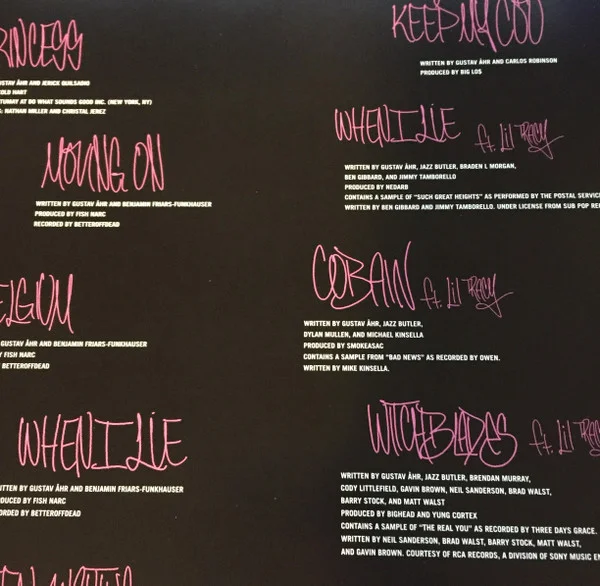 RINCESS
USTAV ÅHR AND JERICK QUILSADIO
OLD HART
TUMAY AT DO WHAT SOUNDS GOOD INC. (NEW YORK, NY)
: NATHAN MILLER AND CHRISTAL JEREZ
MOVING ON
WRITTEN BY GUSTAV ÅHR AND BENJAMIN FRIARS-FUNKHAUSER
PRODUCED BY FISH NARC
RECORDED BY BETTEROFFDEAD
ELGIUM
GUSTAV ÅHR AND BENJAMIN FRIARS-FUNKHAUSER
Y FISH NARC
BETTEROFFDEAD
WHEN I LIE
ITTEN BY GUSTAV ÅHR AND BENJAMIN FRIARS-FUNKHAUSER
ODUCED BY FISH NARC
ORDED BY BETTEROFFDEAD
KEEP MY COO
WRITTEN BY GUSTAV ÅHR AND CARLOS ROBINSON
PRODUCED BY BIG LOS
WHEN I LIE ft. Lil TRACY
WRITTEN BY GUSTAV ÅHR, JAZZ BUTLER, BRADEN L MORGAN,
BEN GIBBARD, AND JIMMY TAMBORELLO
PRODUCED BY NEDARB
CONTAINS A SAMPLE OF "SUCH GREAT HEIGHTS" AS PERFORMED BY THE POSTAL SERVIC
WRITTEN BY BEN GIBBARD AND JIMMY TAMBORELLO. UNDER LICENSE FROM SUB POP RE
COBAIN ft. Lil TRACY
WRITTEN BY GUSTAV ÅHR, JAZZ BUTLER,
DYLAN MULLEN, AND MICHAEL KINSELLA
PRODUCED BY SMOKEASAC
CONTAINS A SAMPLE FROM "BAD NEWS" AS RECORDED BY OWEN.
WRITTEN BY MIKE KINSELLA.
WITCHBLADES ft. Lil TRAC
WRITTEN BY GUSTAV ÅHR, JAZZ BUTLER, BRENDAN MURRAY,
CODY LITTLEFIELD, GAVIN BROWN, NEIL SANDERSON, BRAD WALST,
BARRY STOCK, AND MATT WALST
PRODUCED BY BIGHEAD AND YUNG CORTEX
CONTAINS A SAMPLE OF "THE REAL YOU" AS RECORDED BY THREE DAYS GRACE.
WRITTEN BY NEIL SANDERSON, BRAD WALST, BARRY STOCK, MATT WALST,
AND GAVIN BROWN. COURTESY OF RCA RECORDS, A DIVISION OF SONY MUSIC EN